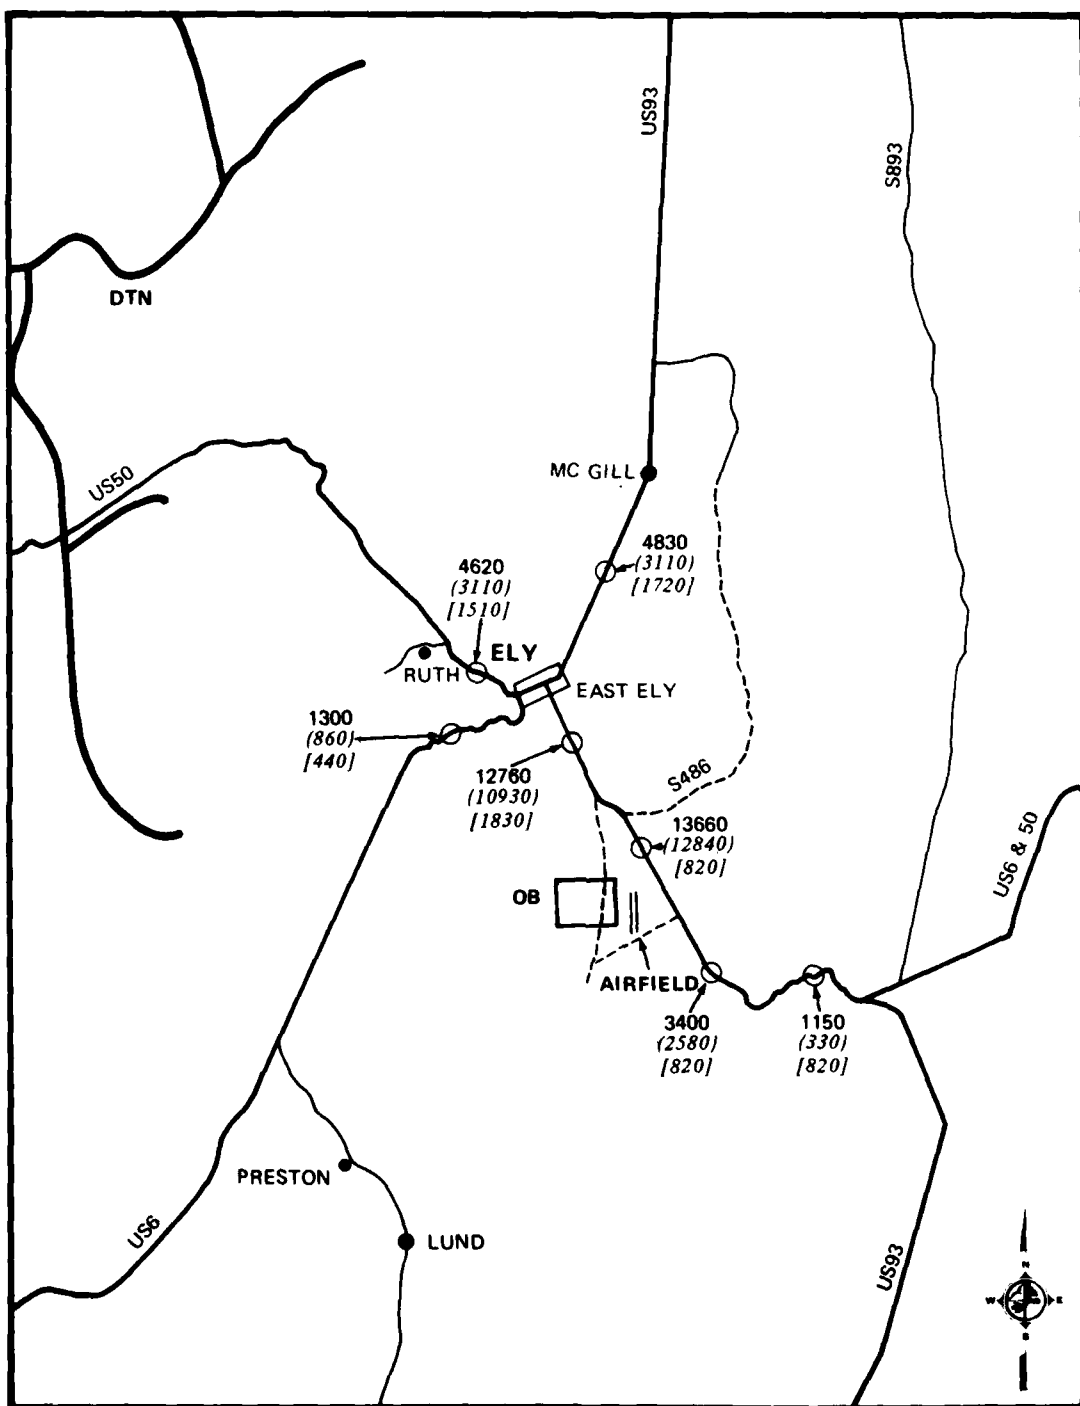 US93
S893
DTN
US50
MC GILL
4830
(3110)
[1720]
4620
(3110)
[1510]
ELY
RUTH
EAST ELY
1300
(860)
[440]
12760
(10930)
[1830]
S486
13660
(12840)
[820]
US6 & 50
OB
AIRFIELD
3400
(2580)
[820]
1150
(330)
[820]
PRESTON
LUND
US6
US93
N
W
E
S